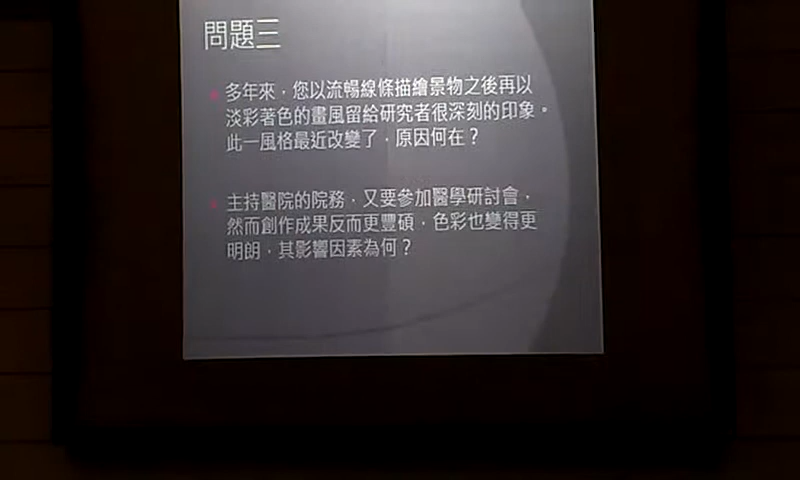 問題三
多年來，您以流暢線條描繪景物之後再以
淡彩著色的畫風留給研究者很深刻的印象。
此一風格最近改變了，原因何在？
主持醫院的院務，又要參加醫學研討會，
然而創作成果反而更豐碩，色彩也變得更
明朗，其影響因素為何？